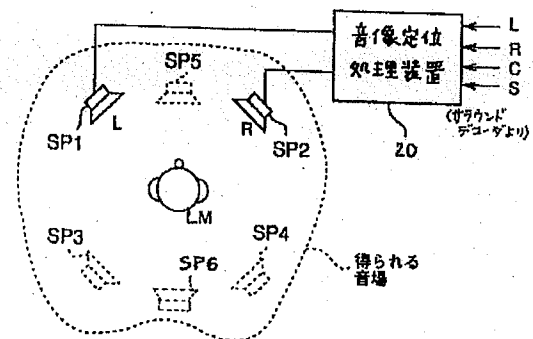 音像定位
処理装置
L
R
C
S
(サラウンド
デコーダより)
20
SP5
L
R
SP1
SP2
LM
SP3
SP4
SP6
得られる
音場